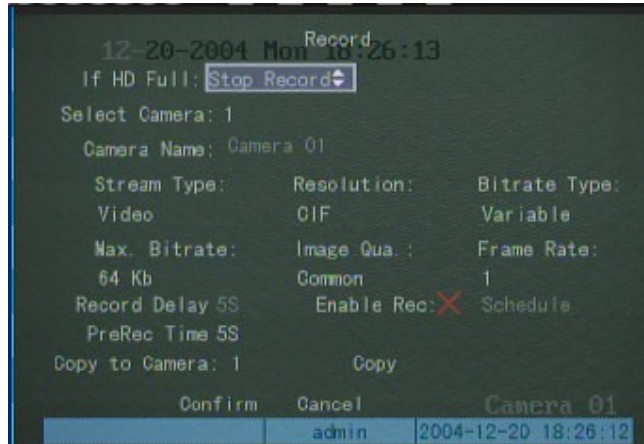 Record
12-20-2004 Mon 18:26:13
If HD Full: Stop Record
Select Camera: 1
Camera Name: Camera 01
Stream Type: Resolution: Bitrate Type:
Video CIF Variable
Max. Bitrate: Image Qua.: Frame Rate:
64 Kb Common 1
Record Delay 5S Enable Rec: Schedule
PreRec Time 5S
Copy to Camera: 1 Copy
Confirm Cancel Camera 01
admin 2004-12-20 18:26:12